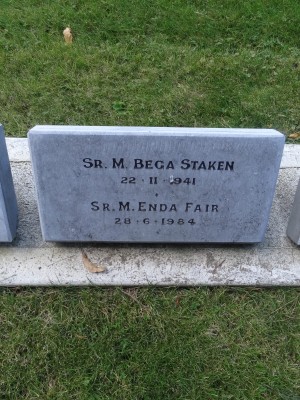 Sr. M. Bega Staken
22 · 11 · 1941
Sr. M. Enda Fair
28 · 6 · 1984